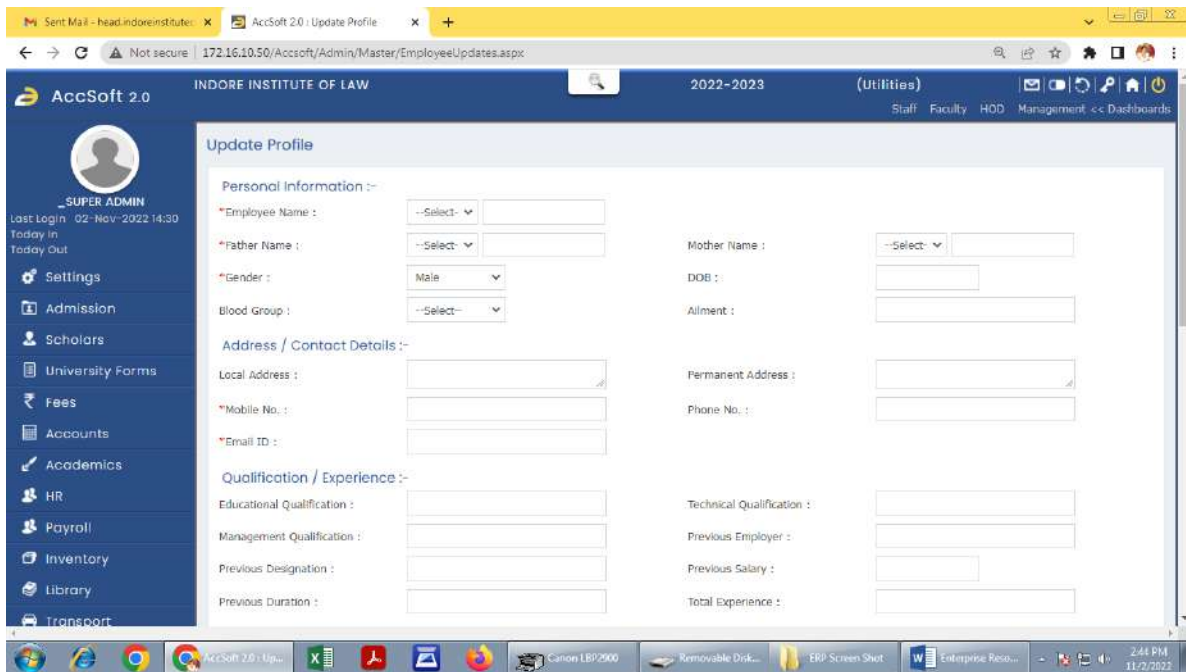 Sent Mail - head.indoreinstitute
AccSoft 2.0 : Update Profile
Not secure 172.16.10.50/Accsoft/Admin/Master/EmployeeUpdates.aspx
AccSoft 2.0
INDORE INSTITUTE OF LAW 2022-2023 (Utilities)
Staff Faculty HOD Management << Dashboards
_SUPER ADMIN
Last Login 02-Nov-2022 14:30
Today In
Today Out
Settings
Admission
Scholars
University Forms
Fees
Accounts
Academics
HR
Payroll
Inventory
Library
Transport
Update Profile
Personal Information :-
*Employee Name : --Select-
*Father Name : --Select- Mother Name : --Select-
*Gender : Male DOB :
Blood Group : --Select-- Ailment :
Address / Contact Details :-
Local Address : Permanent Address :
*Mobile No. : Phone No. :
*Email ID :
Qualification / Experience :-
Educational Qualification : Technical Qualification :
Management Qualification : Previous Employer :
Previous Designation : Previous Salary :
Previous Duration : Total Experience :
AccSoft 2.0 : Up... Canon LBP2900 Removable Disk... ERP Screen Shot Enterprise Reso...
2:44 PM
11/2/2022